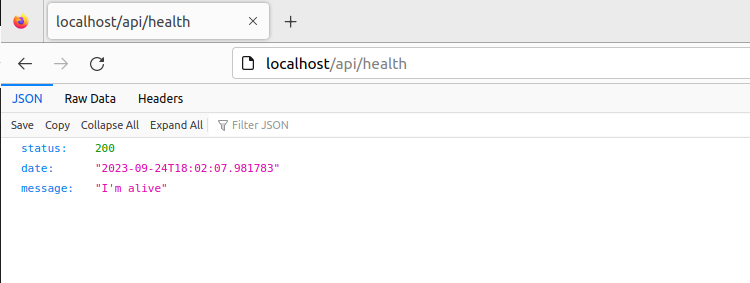 localhost/api/health
localhost/api/health
JSON Raw Data Headers
Save Copy Collapse All Expand All Filter JSON
status: 200
date: "2023-09-24T18:02:07.981783"
message: "I'm alive"